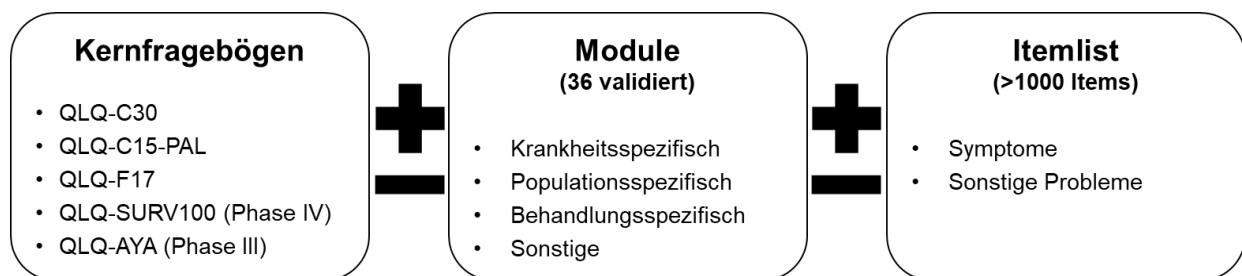 Kernfragebögen
• QLQ-C30
• QLQ-C15-PAL
• QLQ-F17
• QLQ-SURV100 (Phase IV)
• QLQ-AYA (Phase III)
Module
(36 validiert)
• Krankheitsspezifisch
• Populationsspezifisch
• Behandlungsspezifisch
• Sonstige
Itemlist
(>1000 Items)
• Symptome
• Sonstige Probleme